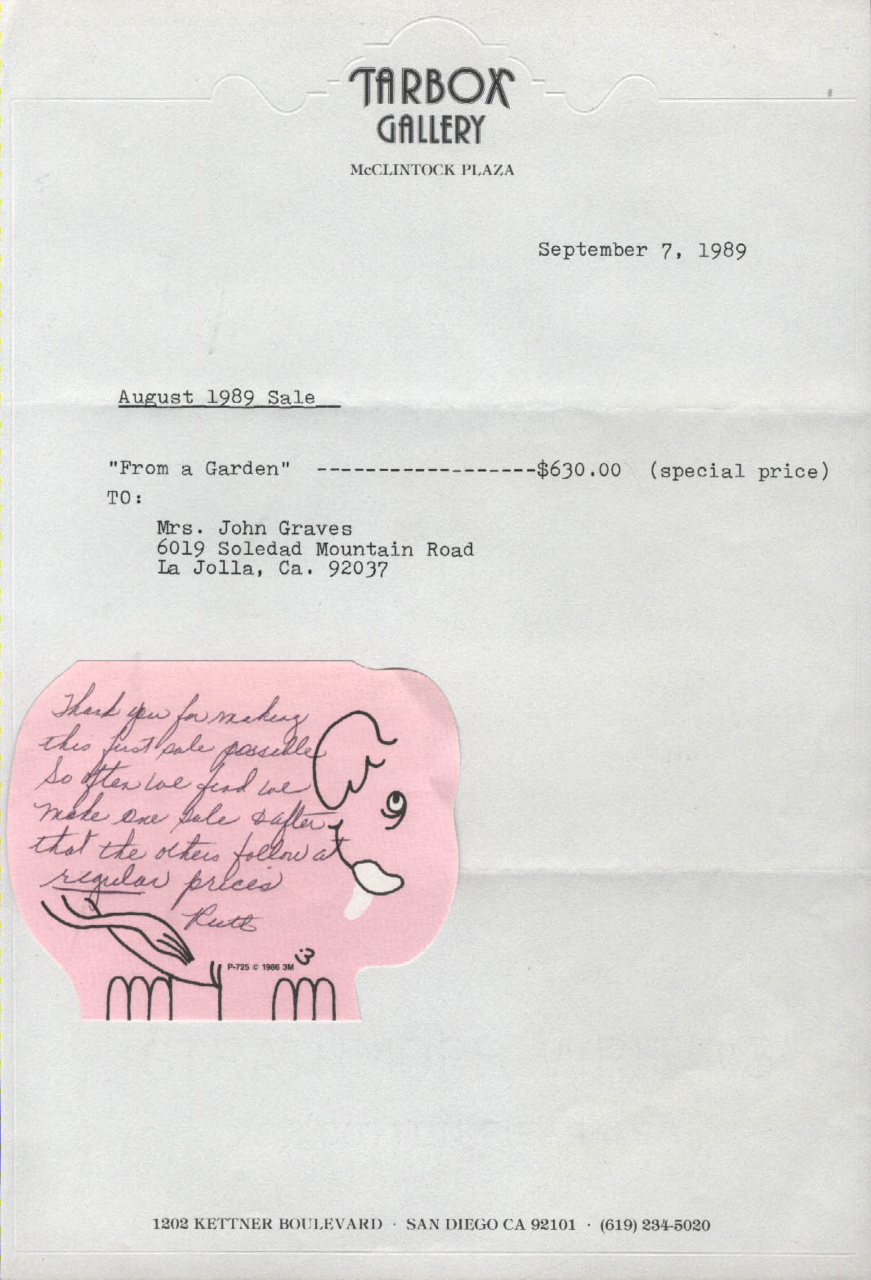 TARBOX
GALLERY
McCLINTOCK PLAZA
September 7, 1989
August 1989 Sale
"From a Garden" ------------------$630.00 (special price)
TO:
Mrs. John Graves
6019 Soledad Mountain Road
La Jolla, Ca. 92037
Thank you for making
this first sale possible
So often we find we
make one sale & after
that the others follow at
regular prices
Ruth
P-725 © 1986 3M
1202 KETTNER BOULEVARD · SAN DIEGO CA 92101 · (619) 234-5020